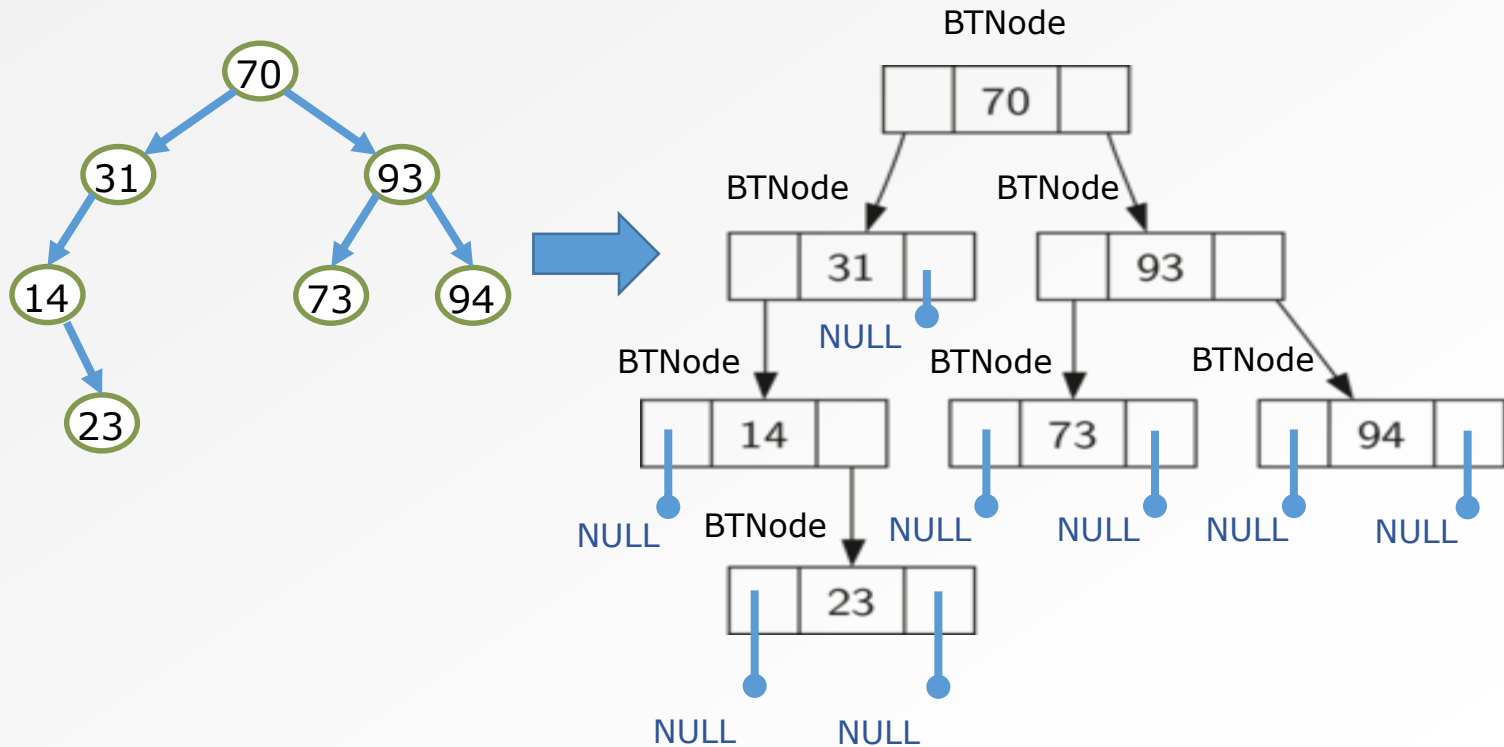 70
31
93
14
73
94
23
BTNode
70
BTNode
BTNode
31
93
NULL
BTNode
BTNode
BTNode
14
73
94
NULL
BTNode
NULL
NULL
NULL
NULL
23
NULL
NULL